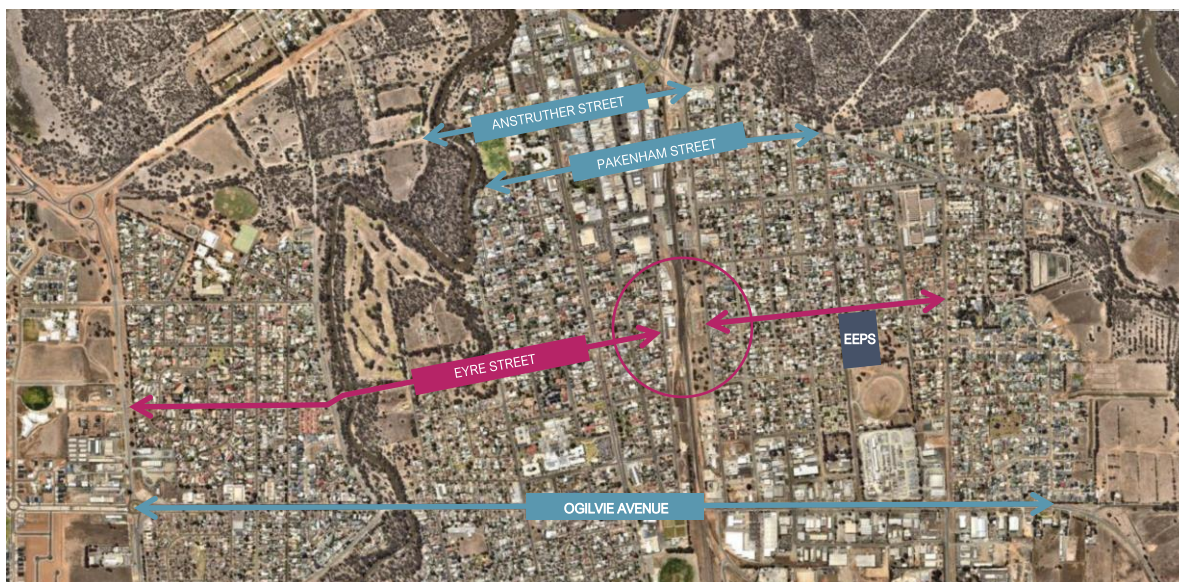 ANSTRUTHER STREET
PAKENHAM STREET
EEPS
EYRE STREET
OGILVIE AVENUE